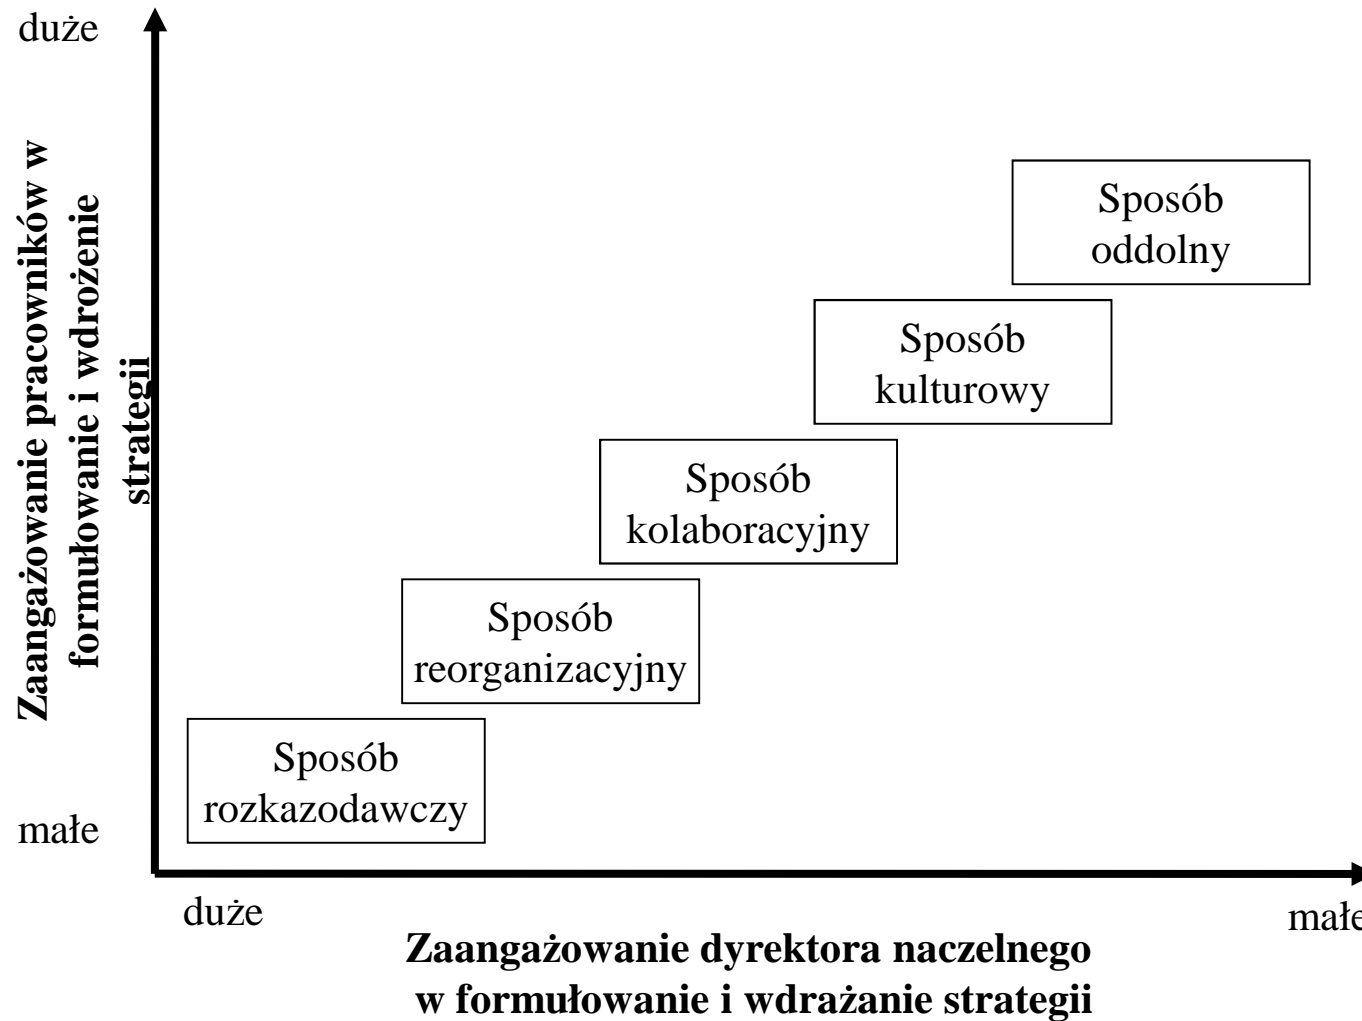 duże
Zaangażowanie pracowników w
formułowanie i wdrożenie
strategii
małe
Sposób
oddolny
Sposób
kulturowy
Sposób
kolaboracyjny
Sposób
reorganizacyjny
Sposób
rozkazodawczy
duże
małe
Zaangażowanie dyrektora naczelnego
w formułowanie i wdrażanie strategii